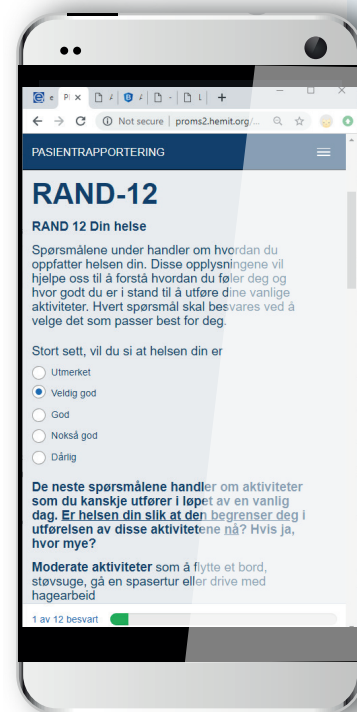 Not secure | proms2.hemit.org/...
PASIENTRAPPORTERING
RAND-12
RAND 12 Din helse
Spørsmålene under handler om hvordan du
oppfatter helsen din. Disse opplysningene vil
hjelpe oss til å forstå hvordan du føler deg og
hvor godt du er i stand til å utføre dine vanlige
aktiviteter. Hvert spørsmål skal besvares ved å
velge det som passer best for deg.
Stort sett, vil du si at helsen din er
Utmerket
Veldig god
God
Nokså god
Dårlig
De neste spørsmålene handler om aktiviteter
som du kanskje utfører i løpet av en vanlig
dag. Er helsen din slik at den begrenser deg i
utførelsen av disse aktivitetene nå? Hvis ja,
hvor mye?
Moderate aktiviteter som å flytte et bord,
støvsuge, gå en spasertur eller drive med
hagearbeid
1 av 12 besvart